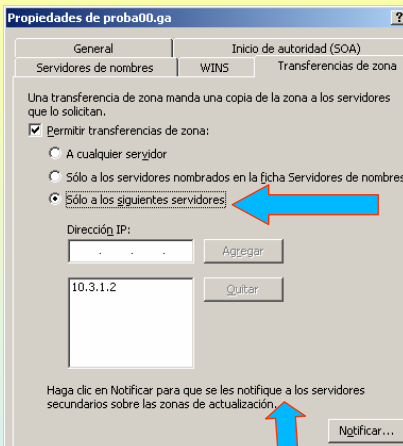 Propiedades de proba00.ga
?
General
Inicio de autoridad (SOA)
Servidores de nombres
WINS
Transferencias de zona
Una transferencia de zona manda una copia de la zona a los servidores
que lo solicitan.
Permitir transferencias de zona:
A cualquier servidor
Sólo a los servidores nombrados en la ficha Servidores de nombres
Sólo a los siguientes servidores
Dirección IP:
. . .
Agregar
10.3.1.2
Quitar
Haga clic en Notificar para que se les notifique a los servidores
secundarios sobre las zonas de actualización.
Notificar...